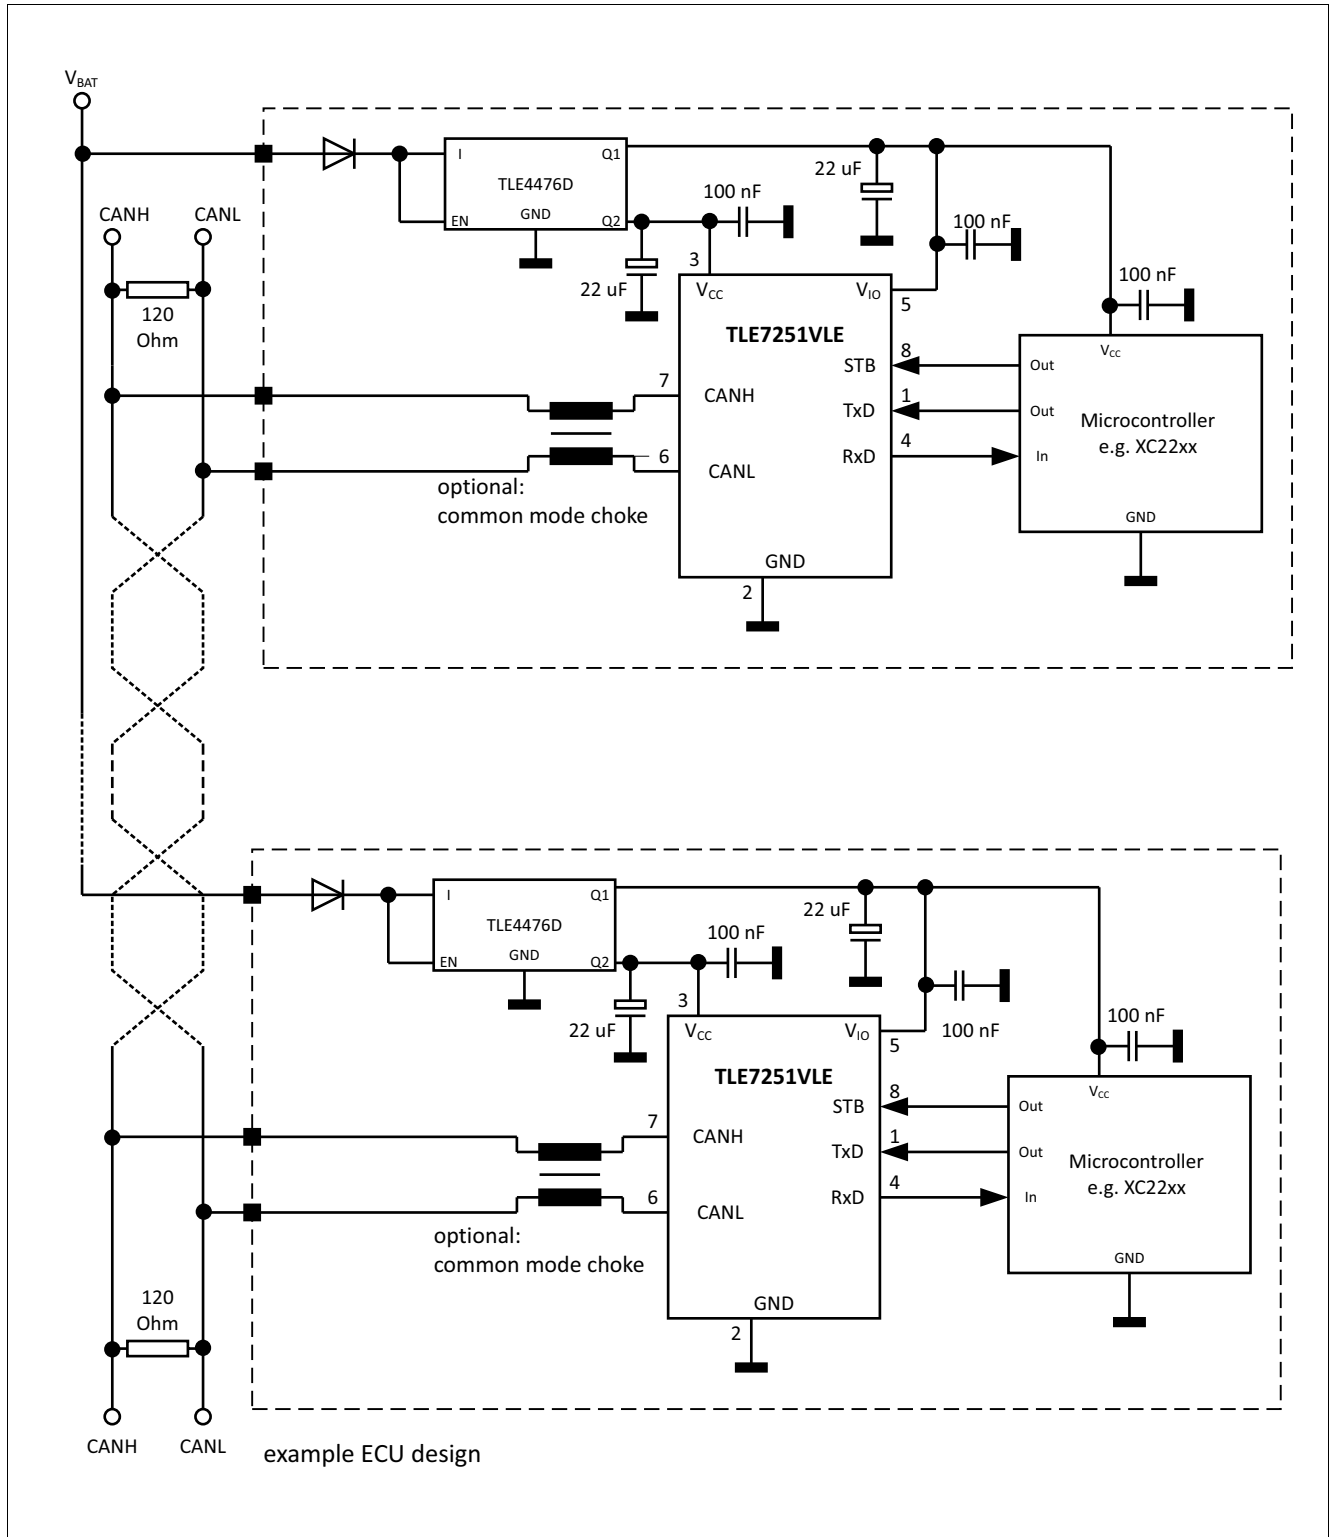 VBAT
I
Q1
TLE4476D
GND
EN
Q2
22 uF
100 nF
100 nF
100 nF
CANH
CANL
22 uF
120
Ohm
3
VCC
VIO
5
TLE7251VLE
VCC
STB
8
Out
7
CANH
TxD
1
Out
Microcontroller
e.g. XC22xx
6
CANL
RxD
4
In
optional:
common mode choke
GND
GND
2
I
Q1
TLE4476D
GND
EN
Q2
22 uF
100 nF
22 uF
100 nF
100 nF
3
VCC
VIO
5
TLE7251VLE
VCC
STB
8
Out
7
CANH
TxD
1
Out
Microcontroller
e.g. XC22xx
6
CANL
RxD
4
In
optional:
common mode choke
GND
GND
2
120
Ohm
CANH
CANL
example ECU design